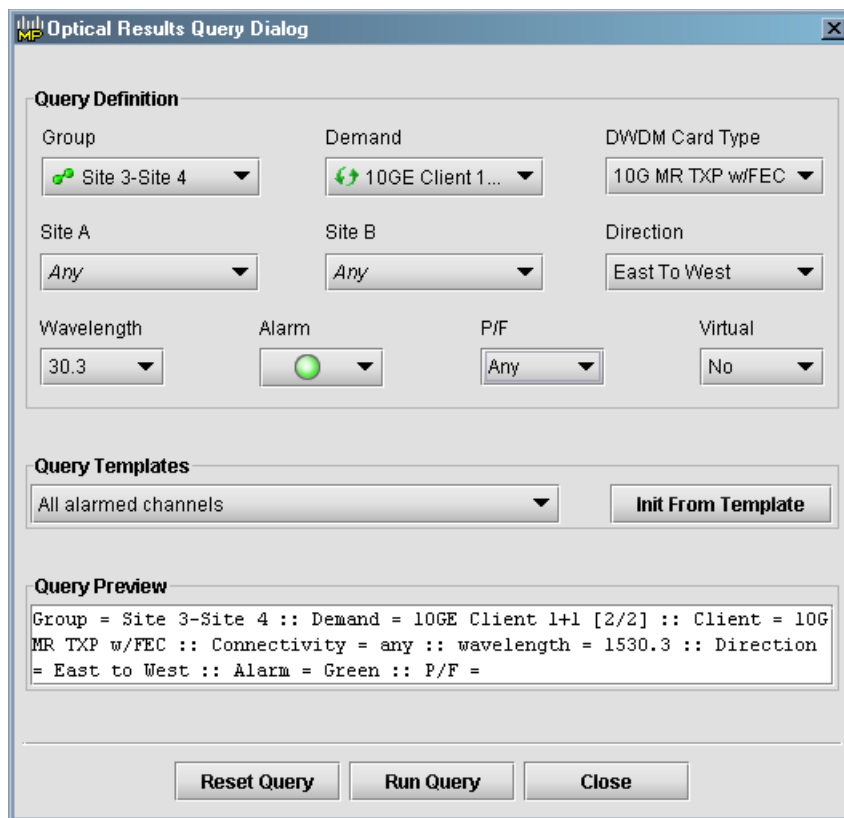 MP Optical Results Query Dialog
Query Definition
Group Demand DWDM Card Type
Site 3-Site 4 10GE Client 1... 10G MR TXP w/FEC
Site A Site B Direction
Any Any East To West
Wavelength Alarm P/F Virtual
30.3 Any No
Query Templates
All alarmed channels Init From Template
Query Preview
Group = Site 3-Site 4 :: Demand = 10GE Client 1+1 [2/2] :: Client = 10G
MR TXP w/FEC :: Connectivity = any :: wavelength = 1530.3 :: Direction
= East to West :: Alarm = Green :: P/F =
Reset Query Run Query Close